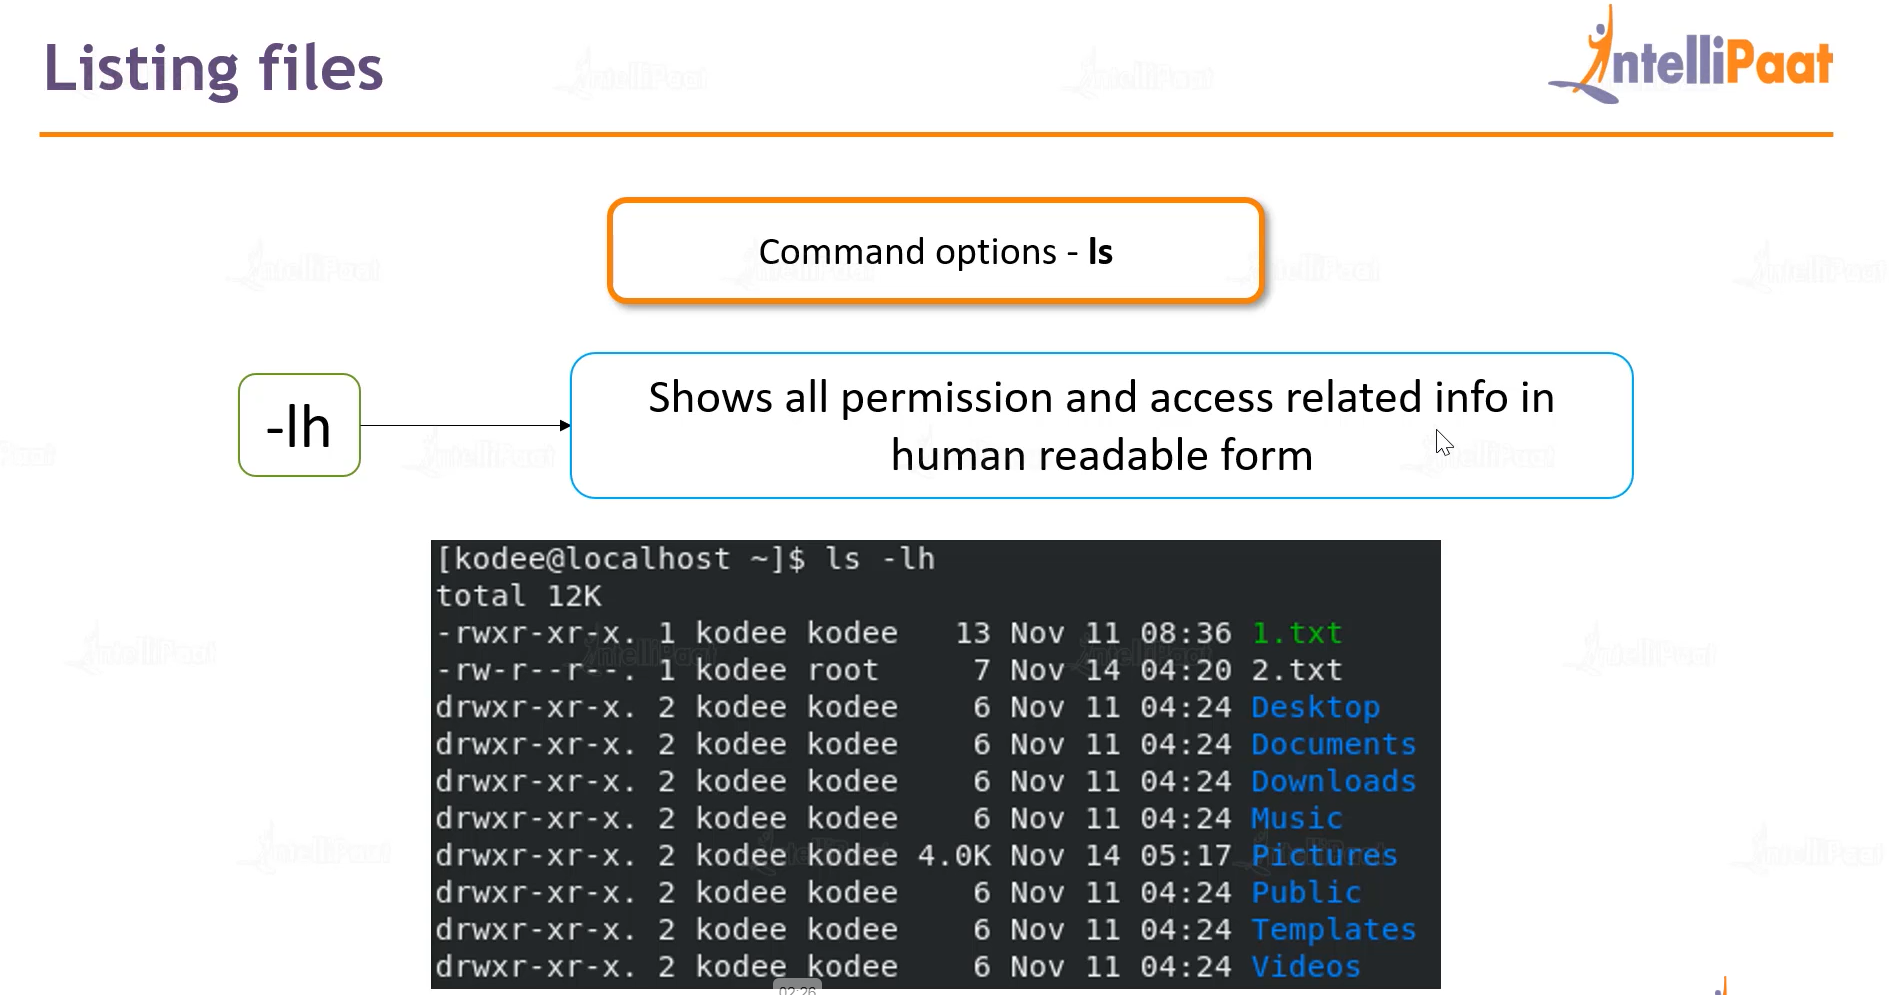 Listing files
IntelliPaat
Command options - ls
-lh
Shows all permission and access related info in
human readable form
[kodee@localhost ~]$ ls -lh
total 12K
-rwxr-xr-x. 1 kodee kodee   13 Nov 11 08:36 1.txt
-rw-r--r--. 1 kodee root     7 Nov 14 04:20 2.txt
drwxr-xr-x. 2 kodee kodee    6 Nov 11 04:24 Desktop
drwxr-xr-x. 2 kodee kodee    6 Nov 11 04:24 Documents
drwxr-xr-x. 2 kodee kodee    6 Nov 11 04:24 Downloads
drwxr-xr-x. 2 kodee kodee    6 Nov 11 04:24 Music
drwxr-xr-x. 2 kodee kodee 4.0K Nov 14 05:17 Pictures
drwxr-xr-x. 2 kodee kodee    6 Nov 11 04:24 Public
drwxr-xr-x. 2 kodee kodee    6 Nov 11 04:24 Templates
drwxr-xr-x. 2 kodee kodee    6 Nov 11 04:24 Videos
02:26